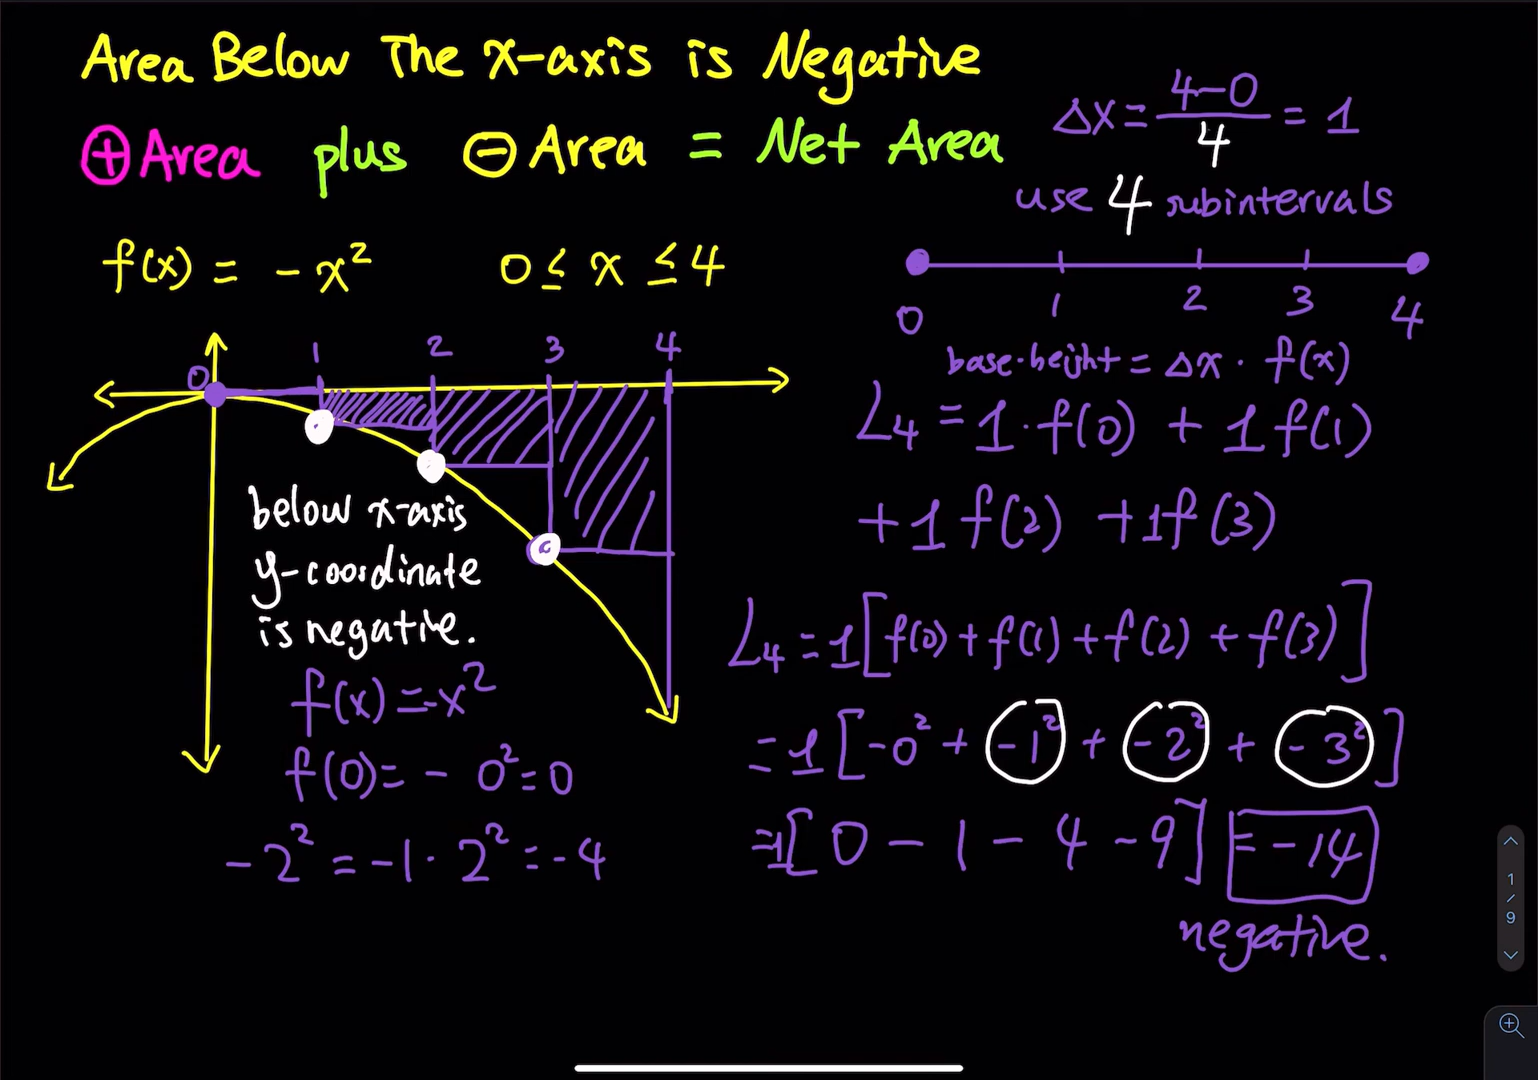 Area Below The x-axis is Negative
⊕ Area plus ⊖ Area = Net Area
f(x) = -x² 0 ≤ x ≤ 4
0 1 2 3 4
below x-axis
y-coordinate
is negative.
f(x) = -x²
f(0) = - 0² = 0
-2² = -1 · 2² = -4
Δx = (4-0)/4 = 1
use 4 subintervals
0 1 2 3 4
base·height = Δx · f(x)
L₄ = 1·f(0) + 1f(1)
+1f(2) +1f(3)
L₄ = 1[f(0) + f(1) + f(2) + f(3)]
= 1[-0² + -1² + -2² + -3²]
=1[0 - 1 - 4 - 9] = -14
negative.
1
/
9